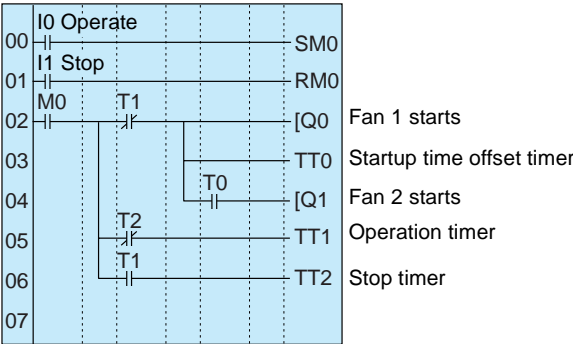 I0 Operate
00 SM0
I1 Stop
01 RM0
M0 T1
02 [Q0 Fan 1 starts
03 TT0 Startup time offset timer
T0
04 [Q1 Fan 2 starts
T2
05 TT1 Operation timer
T1
06 TT2 Stop timer
07